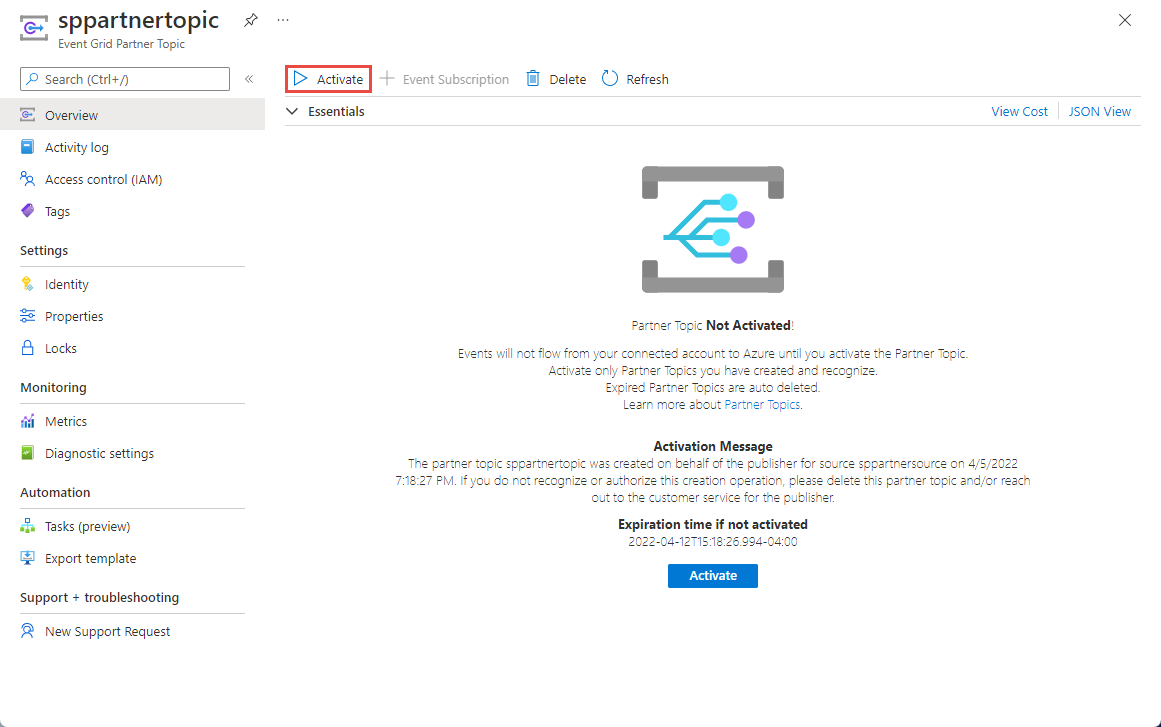 sppartnertopic
Event Grid Partner Topic
Search (Ctrl+/)
Overview
Activity log
Access control (IAM)
Tags
Settings
Identity
Properties
Locks
Monitoring
Metrics
Diagnostic settings
Automation
Tasks (preview)
Export template
Support + troubleshooting
New Support Request
Activate
Event Subscription
Delete
Refresh
Essentials
View Cost
JSON View
Partner Topic Not Activated!
Events will not flow from your connected account to Azure until you activate the Partner Topic.
Activate only Partner Topics you have created and recognize.
Expired Partner Topics are auto deleted.
Learn more about Partner Topics.
Activation Message
The partner topic sppartnertopic was created on behalf of the publisher for source sppartnersource on 4/5/2022
7:18:27 PM. If you do not recognize or authorize this creation operation, please delete this partner topic and/or reach
out to the customer service for the publisher.
Expiration time if not activated
2022-04-12T15:18:26.994-04:00
Activate